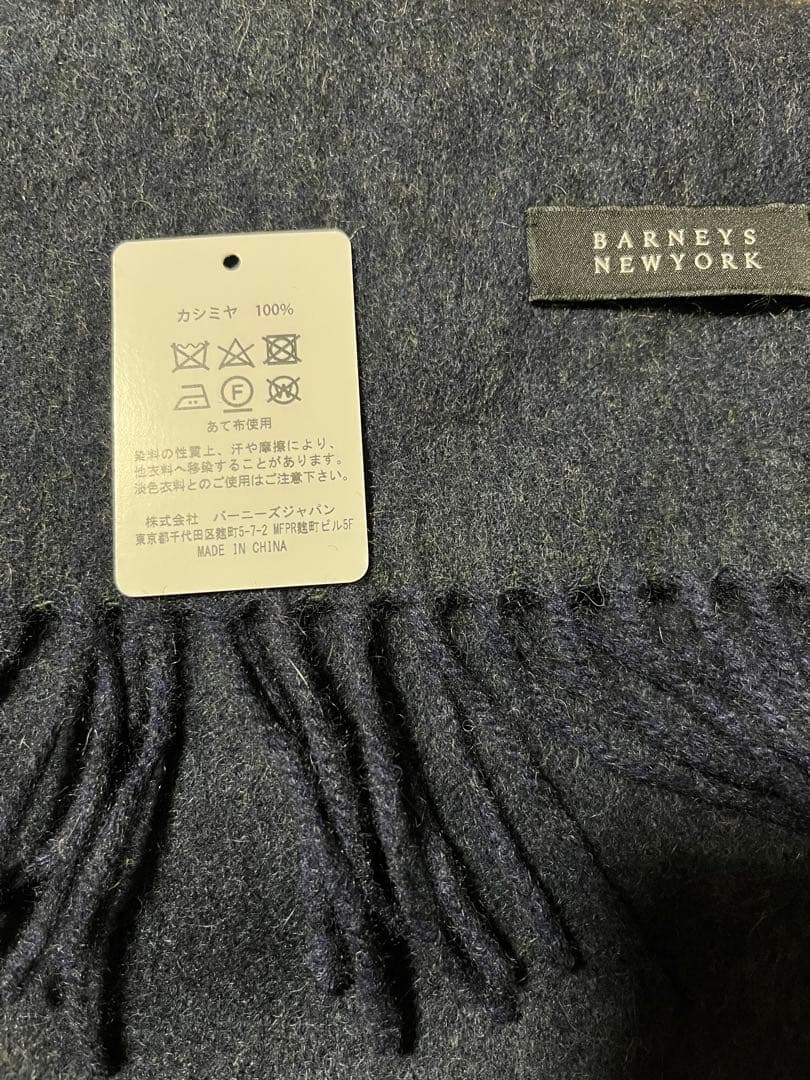 BARNEYS
NEWYORK
カシミヤ 100%
F
W
あて布使用
染料の性質上、汗や摩擦により、
他衣料へ移染することがあります。
淡色衣料とのご使用はご注意下さい。
株式会社 バーニーズジャパン
東京都千代田区麹町5-7-2 MFPR麹町ビル5F
MADE IN CHINA